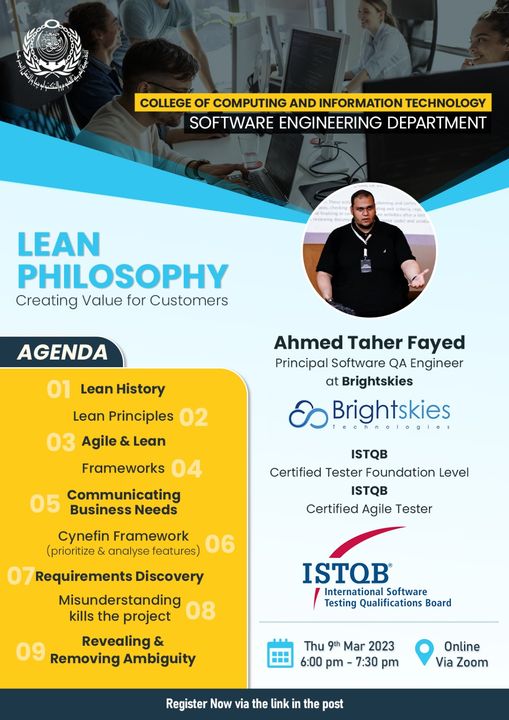 COLLEGE OF COMPUTING AND INFORMATION TECHNOLOGY
SOFTWARE ENGINEERING DEPARTMENT
LEAN
PHILOSOPHY
Creating Value for Customers
AGENDA
01 Lean History
Lean Principles 02
03 Agile & Lean
Frameworks 04
05 Communicating
Business Needs
Cynefin Framework
(prioritize & analyse features) 06
07 Requirements Discovery
Misunderstanding
kills the project 08
09 Revealing &
Removing Ambiguity
Ahmed Taher Fayed
Principal Software QA Engineer
at Brightskies
Brightskies
Technologies
ISTQB
Certified Tester Foundation Level
ISTQB
Certified Agile Tester
ISTQB®
International Software
Testing Qualifications Board
Thu 9th Mar 2023
6:00 pm - 7:30 pm
Online
Via Zoom
Register Now via the link in the post